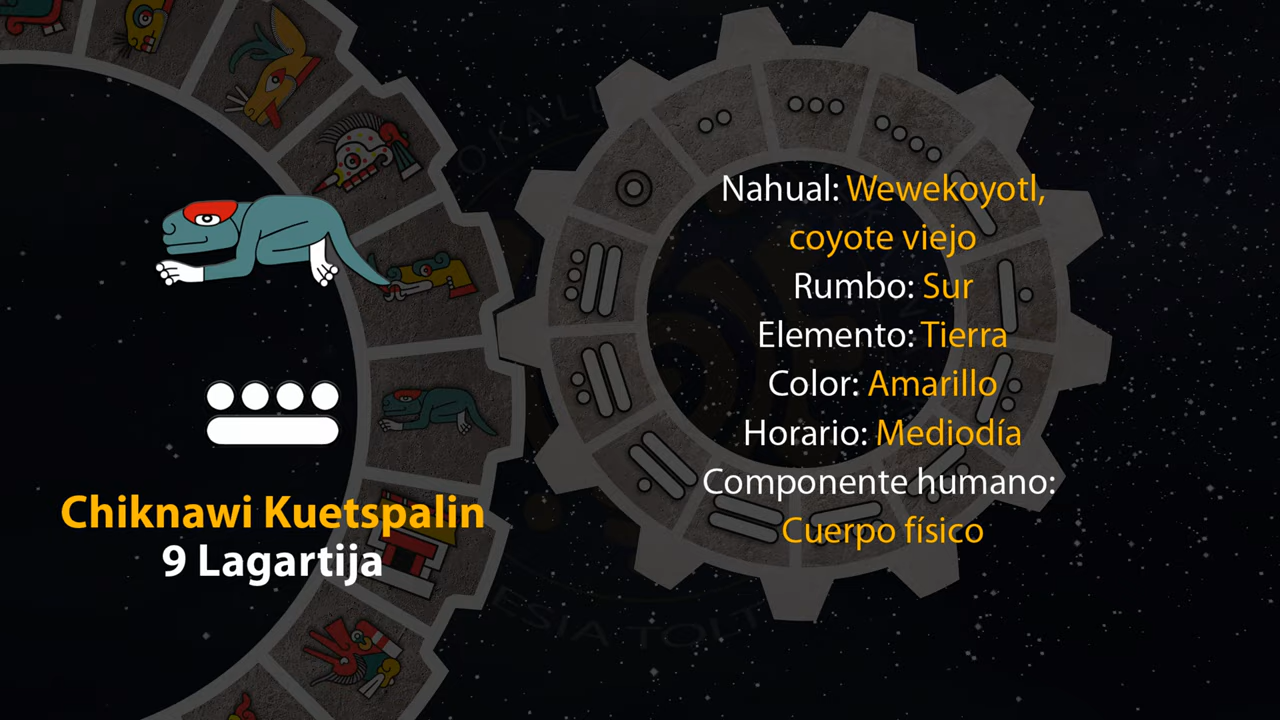 Nahual: Wewekoyotl,
coyote viejo
Rumbo: Sur
Elemento: Tierra
Color: Amarillo
Horario: Mediodía
Componente humano:
Cuerpo físico
Chiknawi Kuetspalin
9 Lagartija